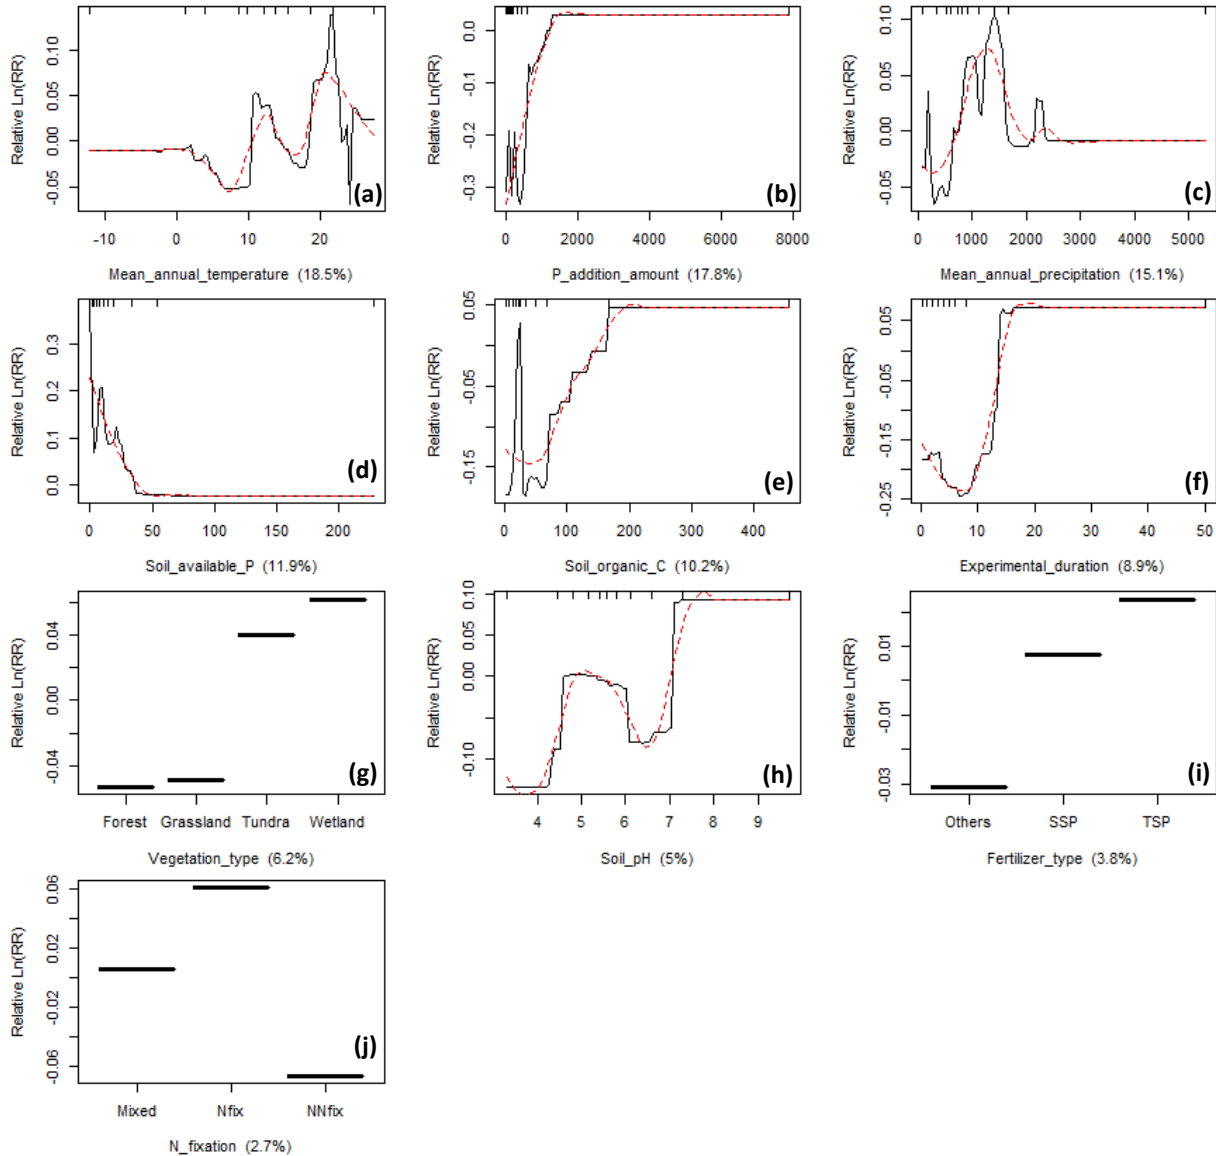 Relative Ln(RR)
0.10
0.05
0.00
-0.05
(a)
-10
0
10
20
Mean_annual_temperature (18.5%)
Relative Ln(RR)
0.0
-0.1
-0.2
-0.3
(b)
0
2000
4000
6000
8000
P_addition_amount (17.8%)
Relative Ln(RR)
0.10
0.05
0.00
-0.05
(c)
0
1000
2000
3000
4000
5000
Mean_annual_precipitation (15.1%)
Relative Ln(RR)
0.3
0.2
0.1
0.0
(d)
0
50
100
150
200
Soil_available_P (11.9%)
Relative Ln(RR)
0.05
-0.05
-0.15
(e)
0
100
200
300
400
Soil_organic_C (10.2%)
Relative Ln(RR)
0.05
-0.05
-0.15
-0.25
(f)
0
10
20
30
40
50
Experimental_duration (8.9%)
Relative Ln(RR)
0.04
0.00
-0.04
(g)
Forest
Grassland
Tundra
Wetland
Vegetation_type (6.2%)
Relative Ln(RR)
0.10
0.05
0.00
-0.10
(h)
4
5
6
7
8
9
Soil_pH (5%)
Relative Ln(RR)
0.01
-0.01
-0.03
(i)
Others
SSP
TSP
Fertilizer_type (3.8%)
Relative Ln(RR)
0.06
0.02
-0.02
-0.06
(j)
Mixed
Nfix
NNfix
N_fixation (2.7%)